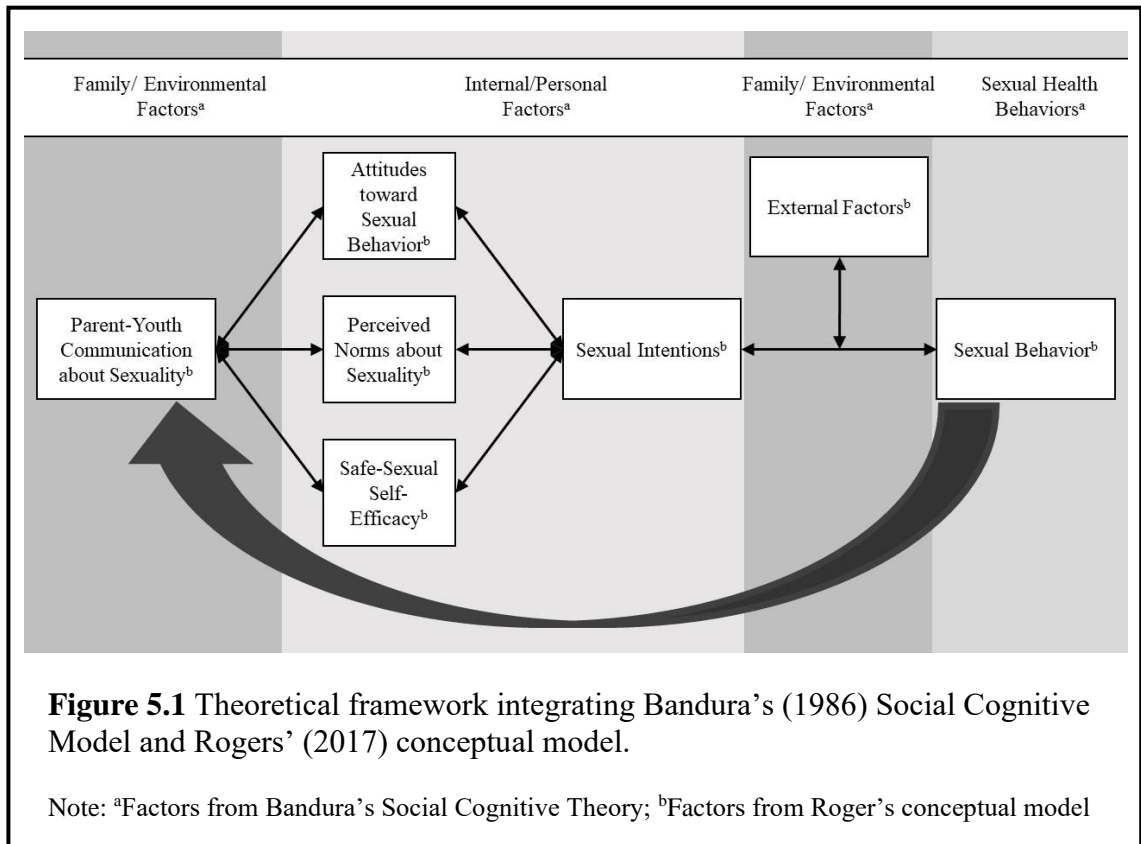 Family/ Environmental
Factorsᵃ
Internal/Personal
Factorsᵃ
Family/ Environmental
Factorsᵃ
Sexual Health
Behaviorsᵃ
Attitudes
toward
Sexual
Behaviorᵇ
External Factorsᵇ
Parent-Youth
Communication
about Sexualityᵇ
Perceived
Norms about
Sexualityᵇ
Sexual Intentionsᵇ
Sexual Behaviorᵇ
Safe-Sexual
Self-
Efficacyᵇ
Figure 5.1 Theoretical framework integrating Bandura’s (1986) Social Cognitive
Model and Rogers’ (2017) conceptual model.
Note: ᵃFactors from Bandura’s Social Cognitive Theory; ᵇFactors from Roger’s conceptual model